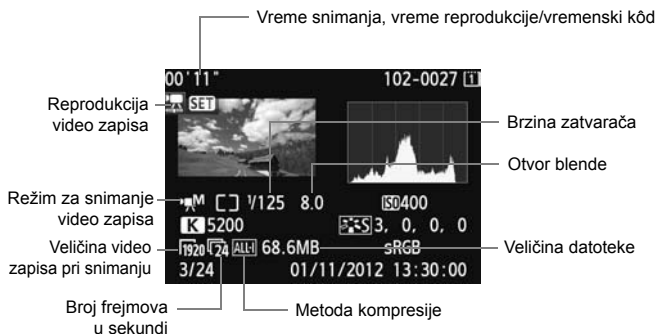 Vreme snimanja, vreme reprodukcije/vremenski kôd
00'11" 102-0027 1
SET
Reprodukcija
video zapisa
Brzina zatvarača
Otvor blende
Režim za snimanje
video zapisa
M 1/125 8.0 ISO400
K 5200 S 3, 0, 0, 0
Veličina video
zapisa pri snimanju
1920 24 ALL-I 68.6MB sRGB
Veličina datoteke
3/24 01/11/2012 13:30:00
Broj frejmova
u sekundi
Metoda kompresije